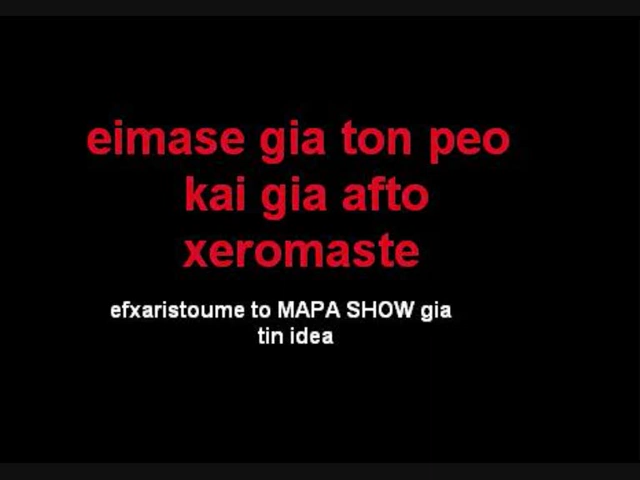 eimase gia ton peo
kai gia afto
xeromaste
efxaristoume to MAPA SHOW gia
tin idea